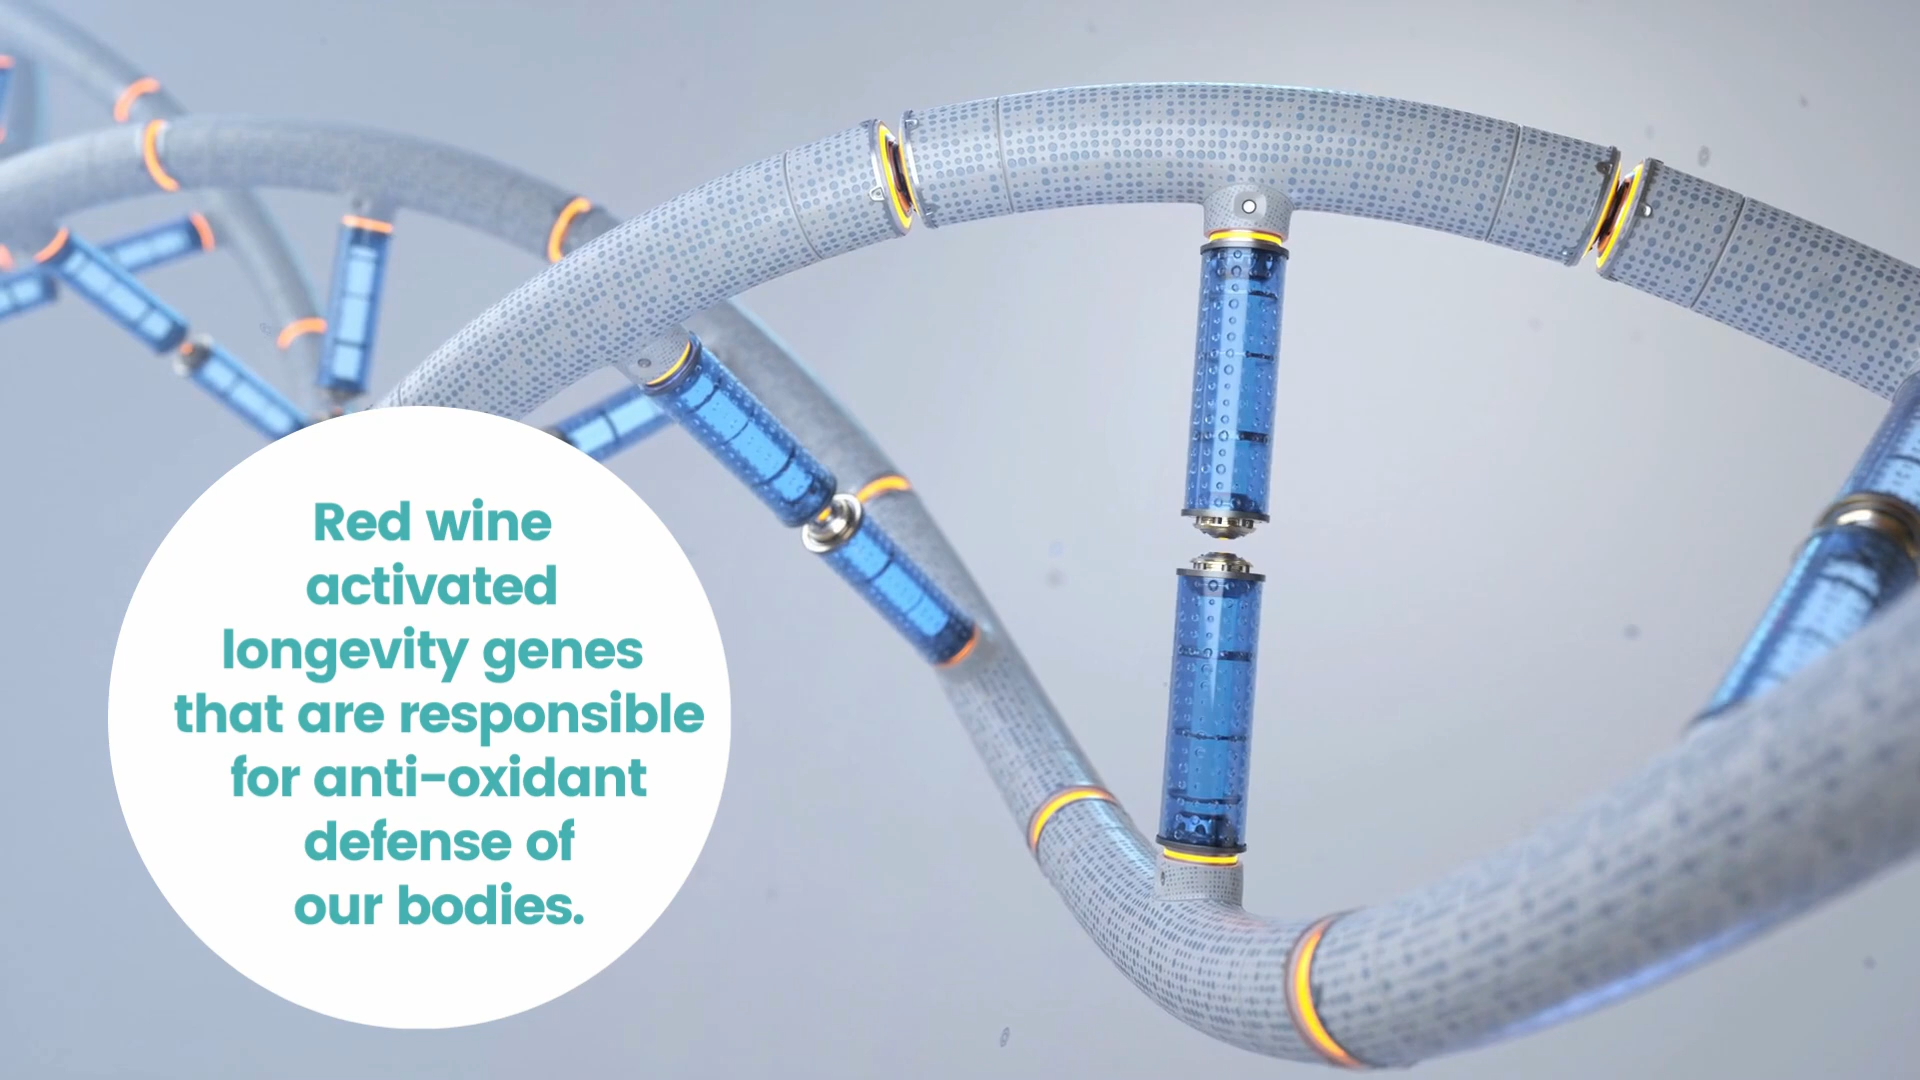 Red wine
activated
longevity genes
that are responsible
for anti-oxidant
defense of
our bodies.